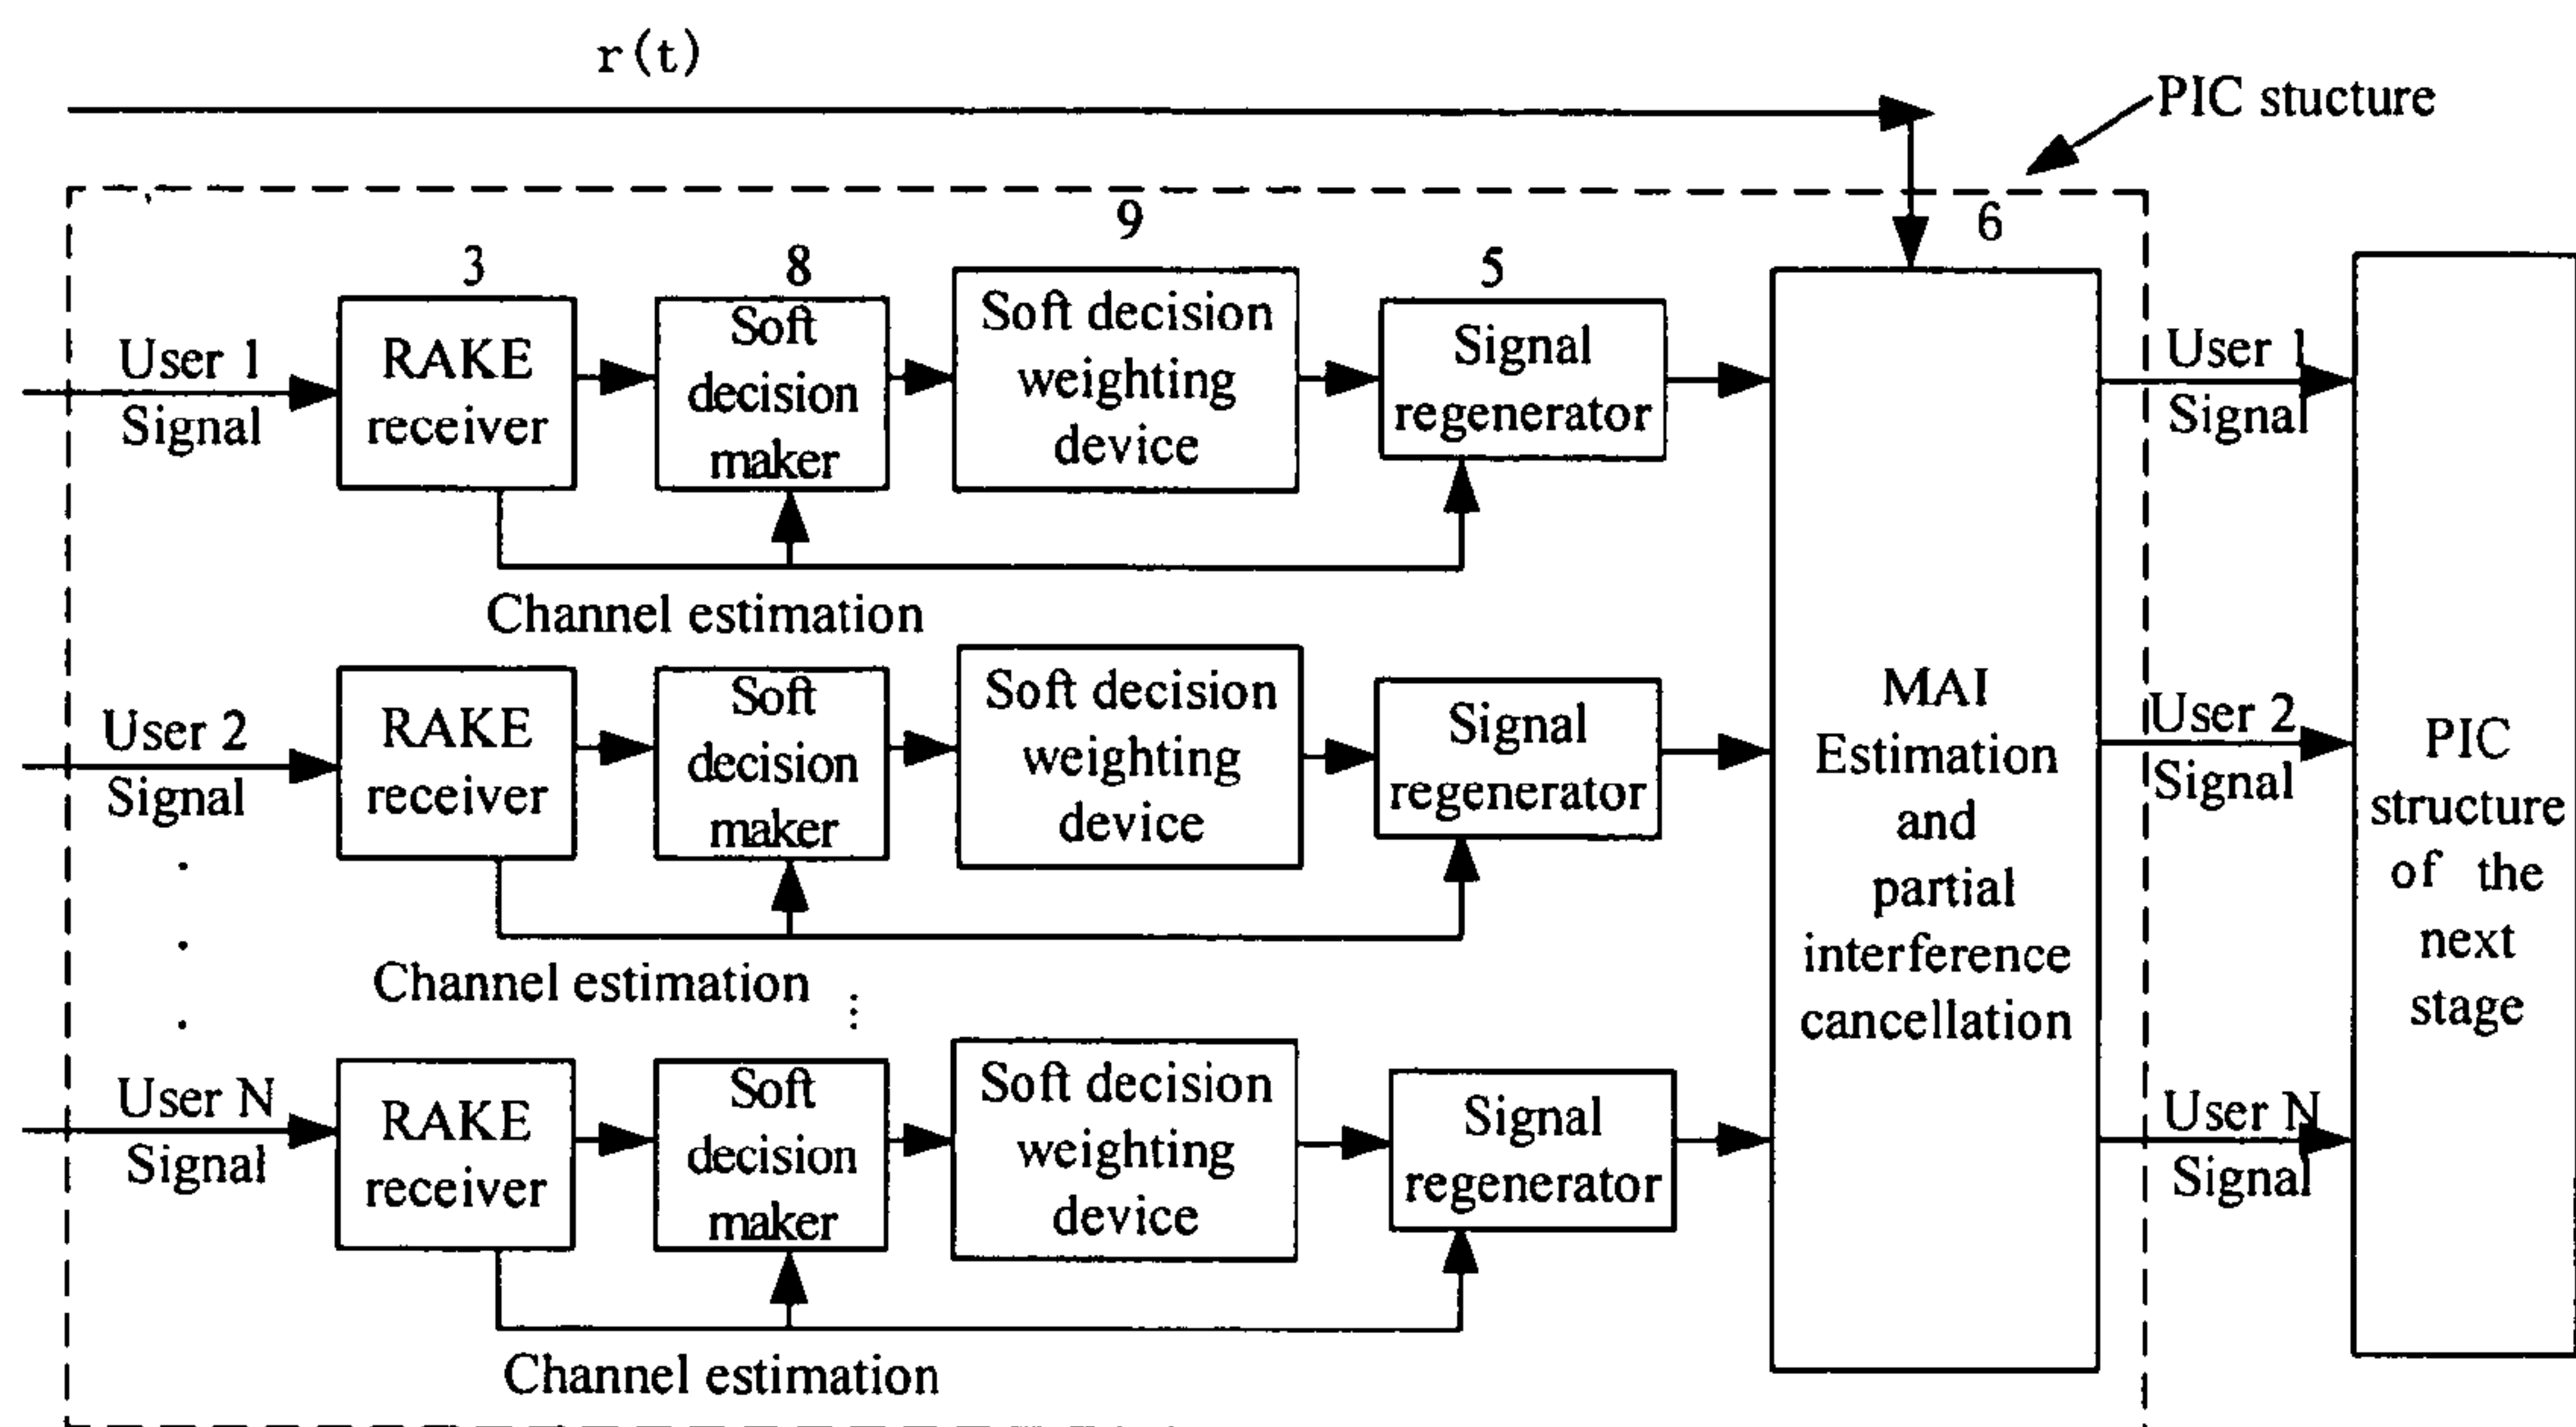 r(t)
PIC stucture
9
6
3
8
5
User 1
Signal
RAKE
receiver
Soft
decision
maker
Soft decision
weighting
device
Signal
regenerator
User 1
Signal
Channel estimation
User 2
Signal
RAKE
receiver
Soft
decision
maker
Soft decision
weighting
device
Signal
regenerator
MAI
Estimation
and
partial
interference
cancellation
User 2
Signal
PIC
structure
of the
next
stage
Channel estimation
User N
Signal
RAKE
receiver
Soft
decision
maker
Soft decision
weighting
device
Signal
regenerator
User N
Signal
Channel estimation